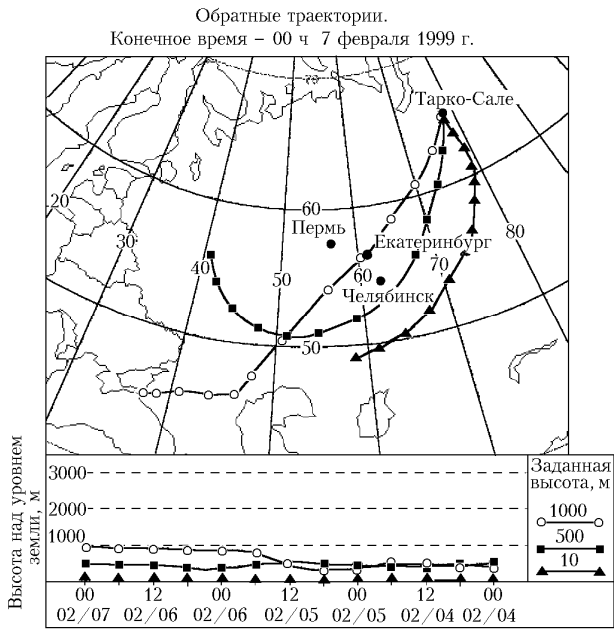 Обратные траектории.
Конечное время – 00 ч 7 февраля 1999 г.
75
Тарко-Сале
20
60
Пермь
30
Екатеринбург
80
40
50
60
70
Челябинск
50
Высота над уровнем
земли, м
3000
2000
1000
Заданная
высота, м
1000
500
10
00 12 00 12 00 12 00
02/07 02/06 02/06 02/05 02/05 02/04 02/04